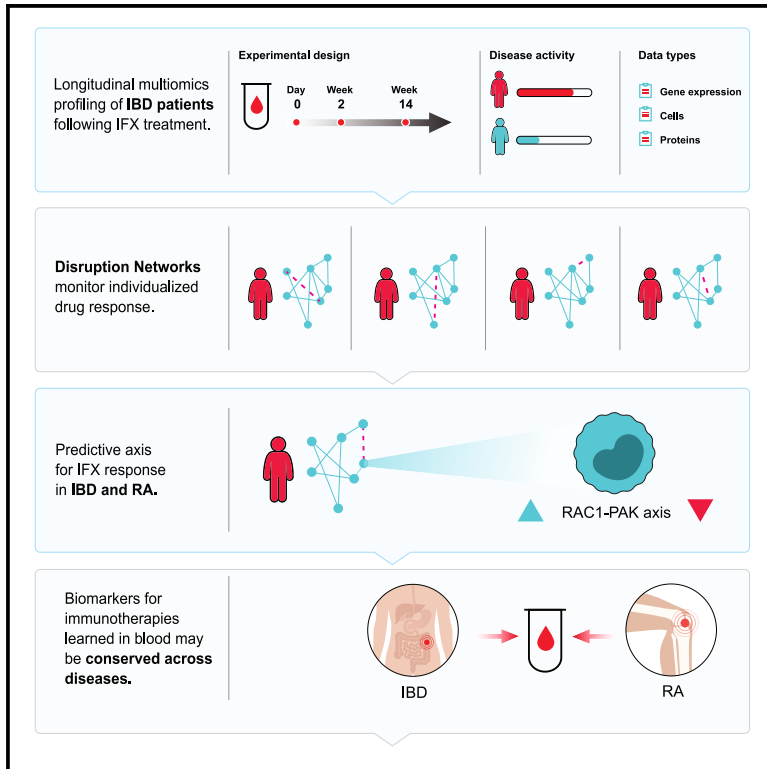 Longitudinal multiomics
profiling of IBD patients
following IFX treatment.
Experimental design
Day
0
Week
2
Week
14
Disease activity
Data types
Gene expression
Cells
Proteins
Disruption Networks
monitor individualized
drug response.
Predictive axis
for IFX response
in IBD and RA.
RAC1-PAK axis
Biomarkers for
immunotherapies
learned in blood may
be conserved across
diseases.
IBD
RA